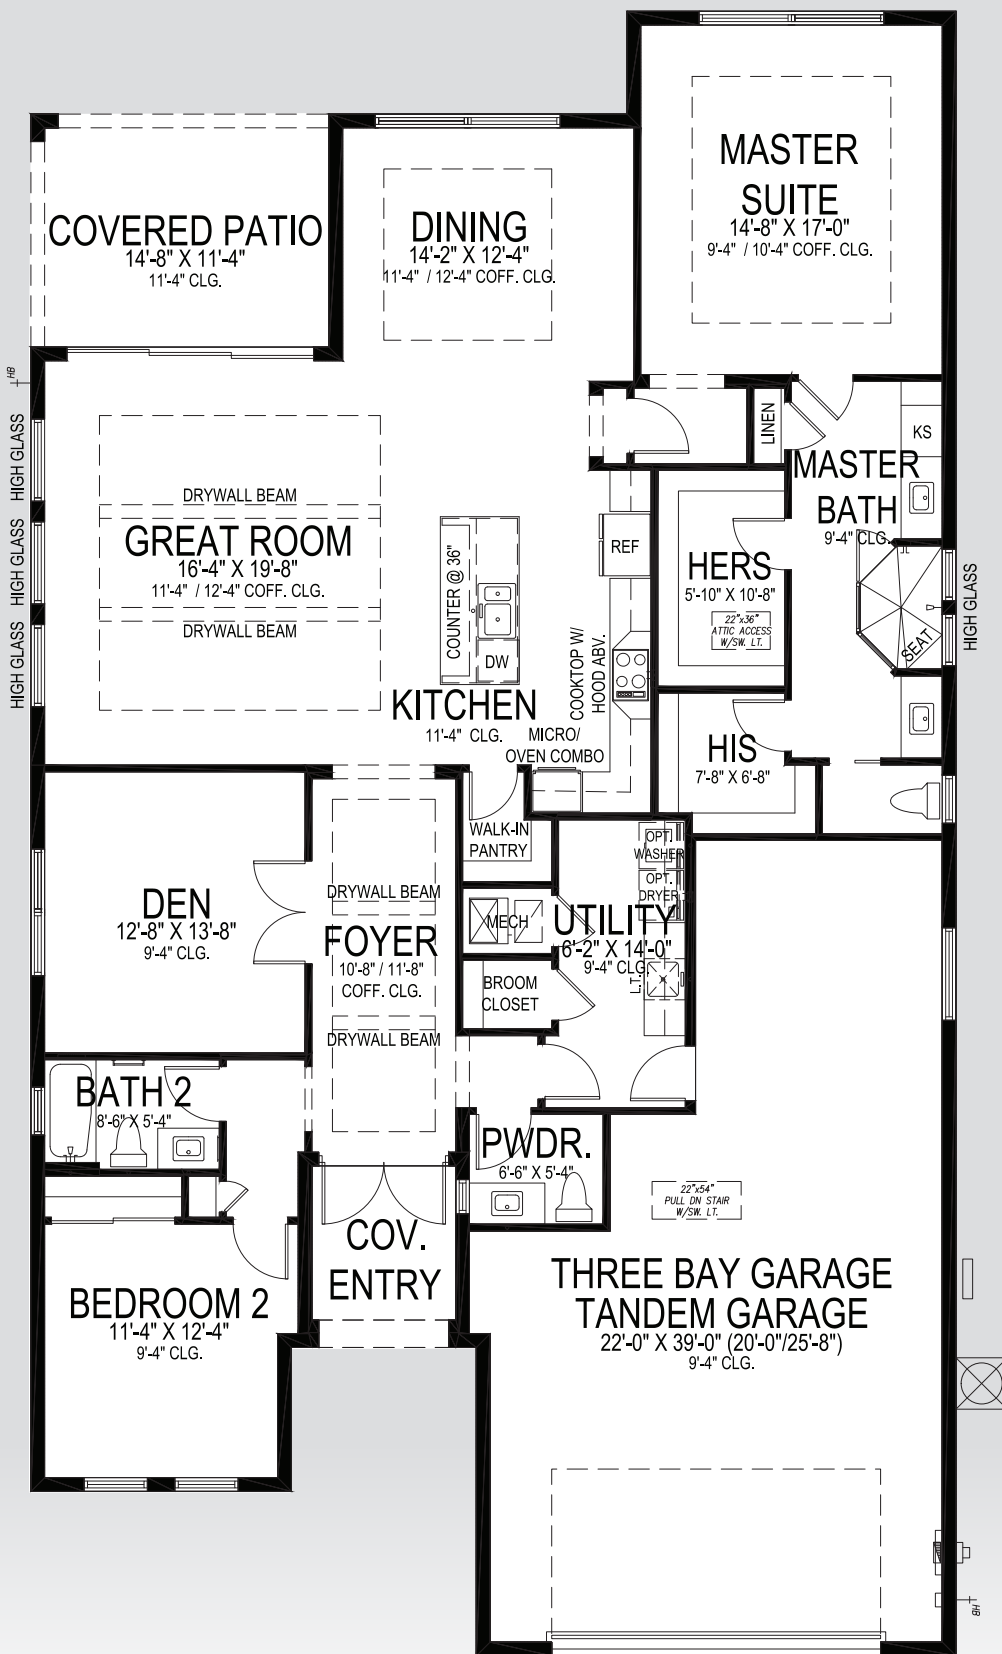 MASTER
SUITE
14'-8" X 17'-0"
9'-4" / 10'-4" COFF. CLG.
COVERED PATIO
14'-8" X 11'-4"
11'-4" CLG.
DINING
14'-2" X 12'-4"
11'-4" / 12'-4" COFF. CLG.
HB
HIGH GLASS
HIGH GLASS
HIGH GLASS
LINEN
KS
MASTER
BATH
9'-4" CLG.
HIGH GLASS
SEAT
DRYWALL BEAM
GREAT ROOM
16'-4" X 19'-8"
11'-4" / 12'-4" COFF. CLG.
DRYWALL BEAM
COUNTER @ 36"
DW
REF
HERS
5'-10" X 10'-8"
22"x36"
ATTIC ACCESS
W/SW. LT.
COOKTOP W/
HOOD ABV.
KITCHEN
11'-4" CLG.
MICRO/
OVEN COMBO
HIS
7'-8" X 6'-8"
WALK-IN
PANTRY
OPT.
WASHER
OPT.
DRYER
DEN
12'-8" X 13'-8"
9'-4" CLG.
DRYWALL BEAM
FOYER
10'-8" / 11'-8"
COFF. CLG.
DRYWALL BEAM
MECH
UTILITY
6'-2" X 14'-0"
9'-4" CLG.
L.T.
BROOM
CLOSET
BATH 2
8'-6" X 5'-4"
PWDR.
6'-6" X 5'-4"
22"x54"
PULL DN STAIR
W/SW. LT.
COV.
ENTRY
BEDROOM 2
11'-4" X 12'-4"
9'-4" CLG.
THREE BAY GARAGE
TANDEM GARAGE
22'-0" X 39'-0" (20'-0"/25'-8")
9'-4" CLG.
HB